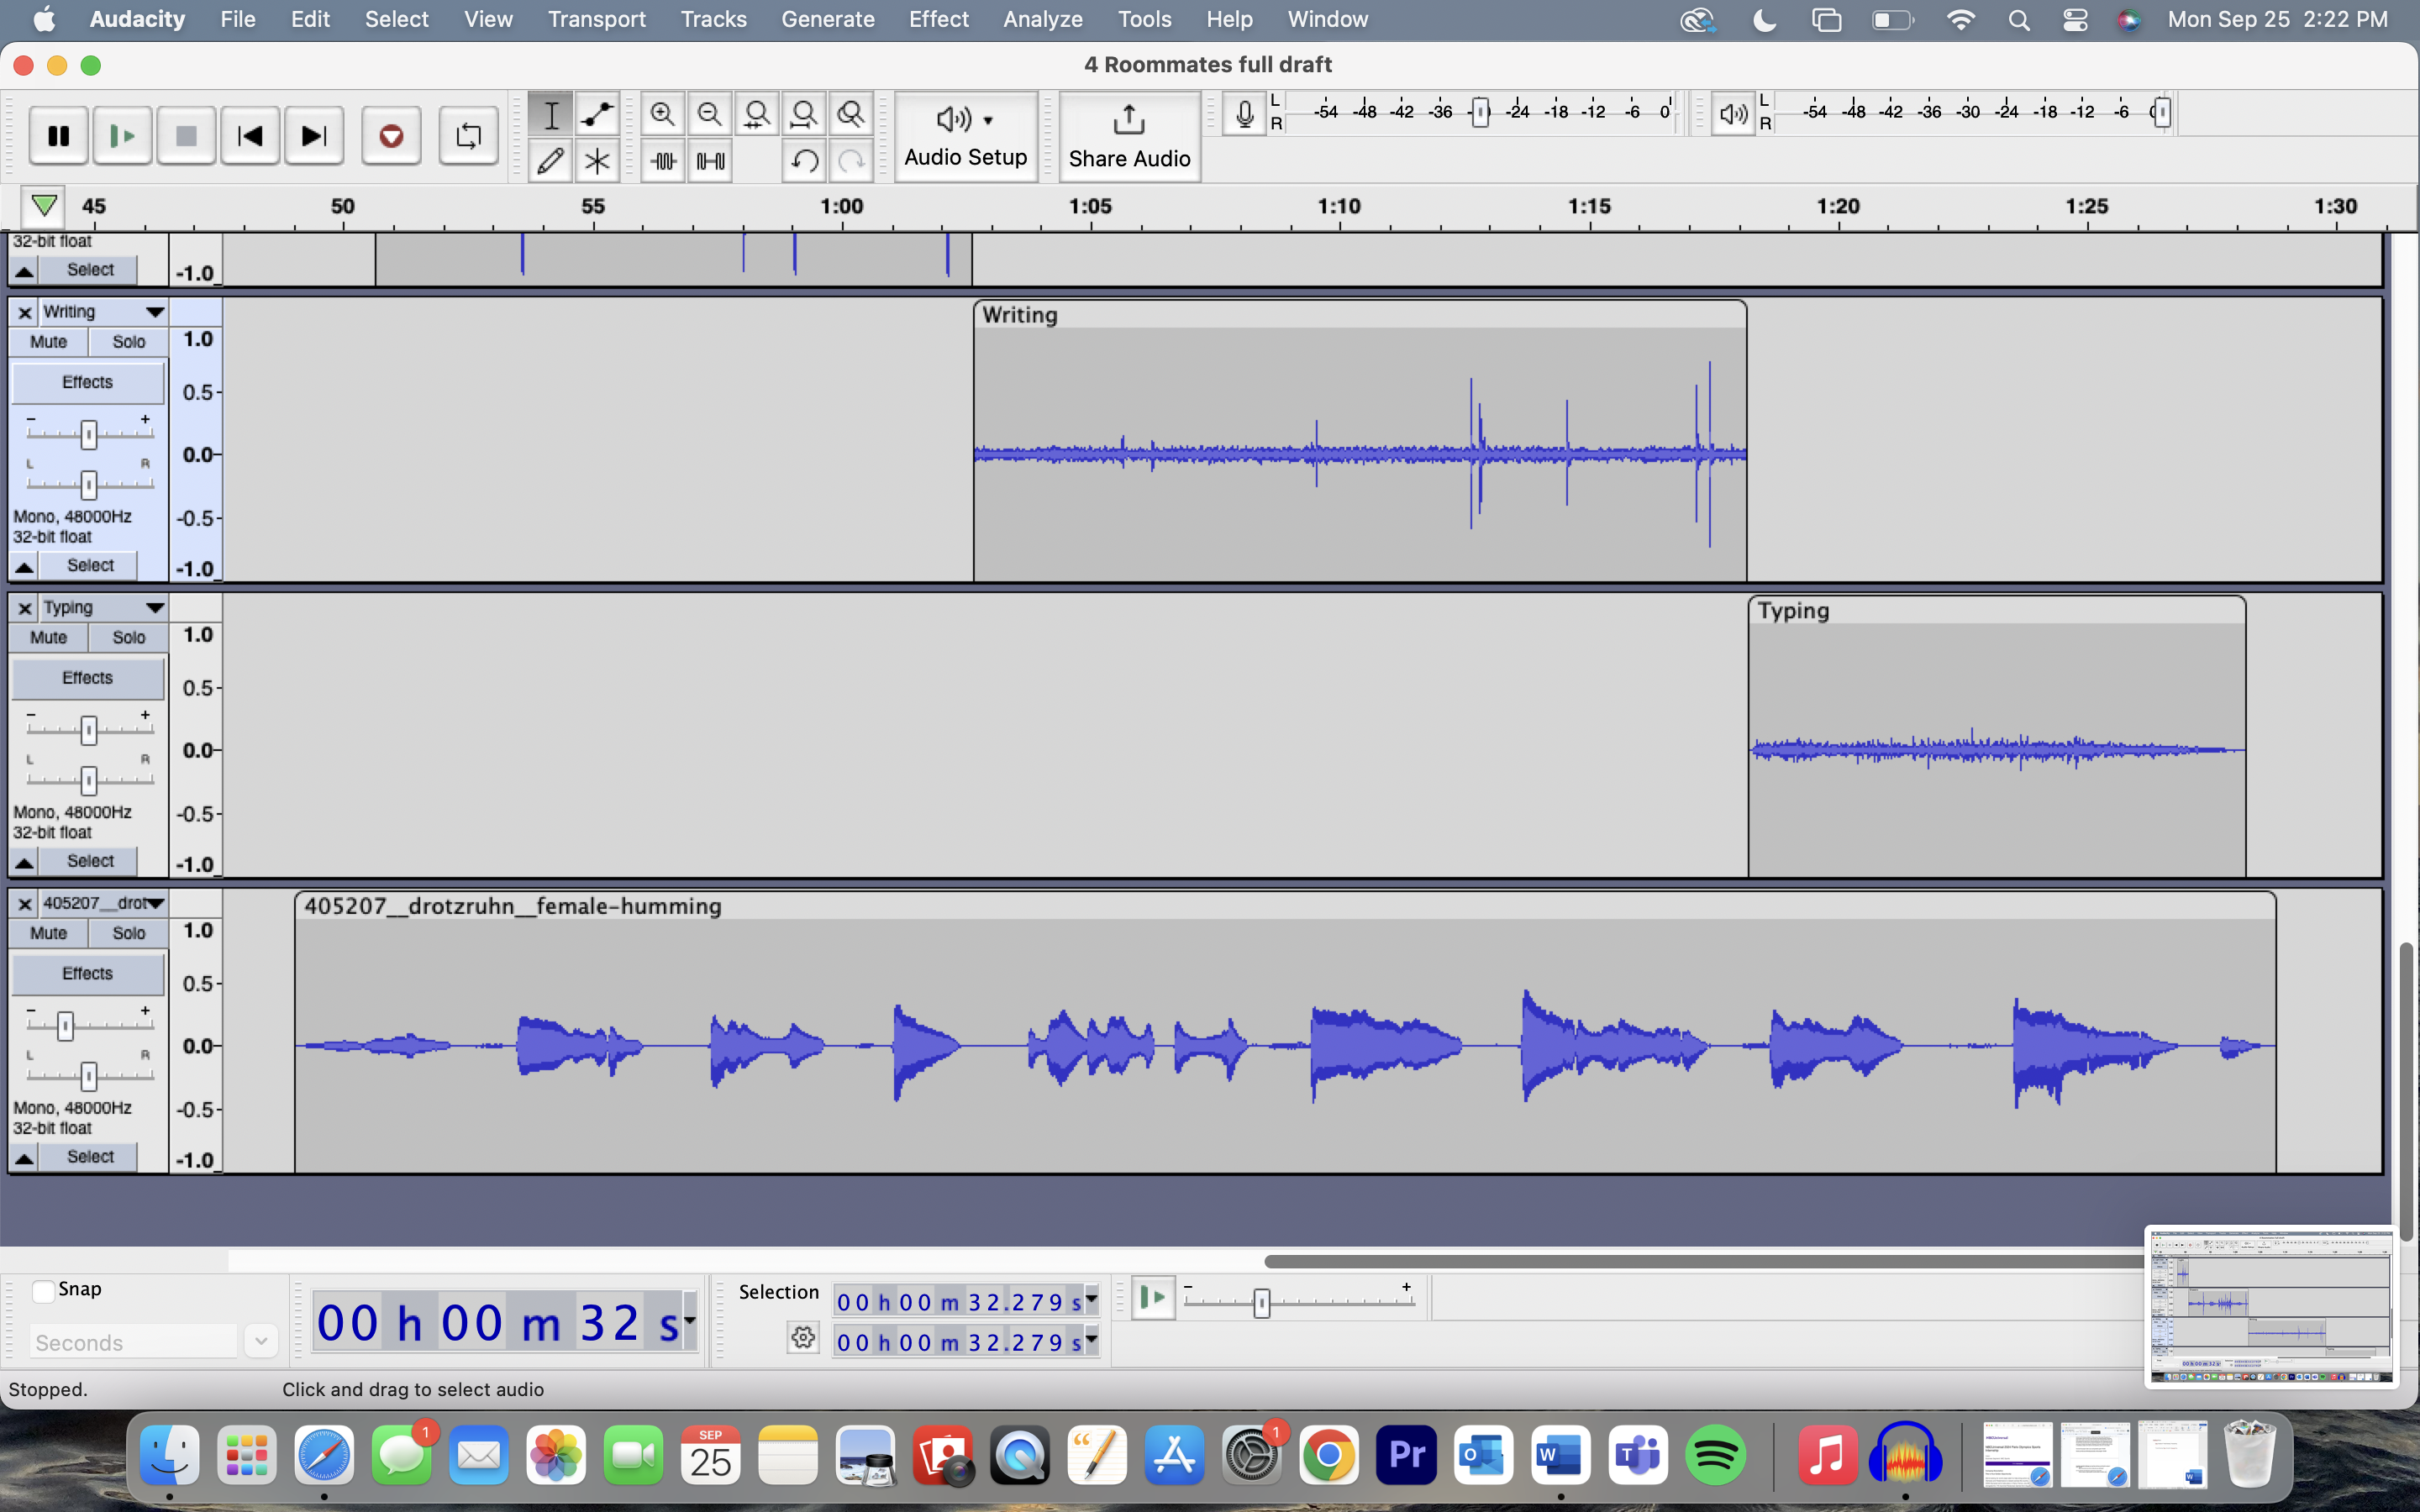 Audacity File Edit Select View Transport Tracks Generate Effect Analyze Tools Help Window Mon Sep 25 2:22 PM
4 Roommates full draft
L -54 -48 -42 -36 -24 -18 -12 -6 0 L -54 -48 -42 -36 -30 -24 -18 -12 -6
R R
Audio Setup Share Audio
45 50 55 1:00 1:05 1:10 1:15 1:20 1:25 1:30
32-bit float
Select -1.0
Writing Writing
Mute Solo 1.0
Effects 0.5
- +
0.0
L R
Mono, 48000Hz -0.5
32-bit float
Select -1.0
Typing Typing
Mute Solo 1.0
Effects 0.5
- +
0.0
L R
Mono, 48000Hz -0.5
32-bit float
Select -1.0
405207__drot 405207__drotzruhn__female-humming
Mute Solo 1.0
Effects 0.5
- +
0.0
L R
Mono, 48000Hz -0.5
32-bit float
Select -1.0
Snap Selection 00 h 00 m 32.279 s - +
Seconds 00 h 00 m 32 s 00 h 00 m 32.279 s
Stopped. Click and drag to select audio
1 SEP 25 1 Pr O W T